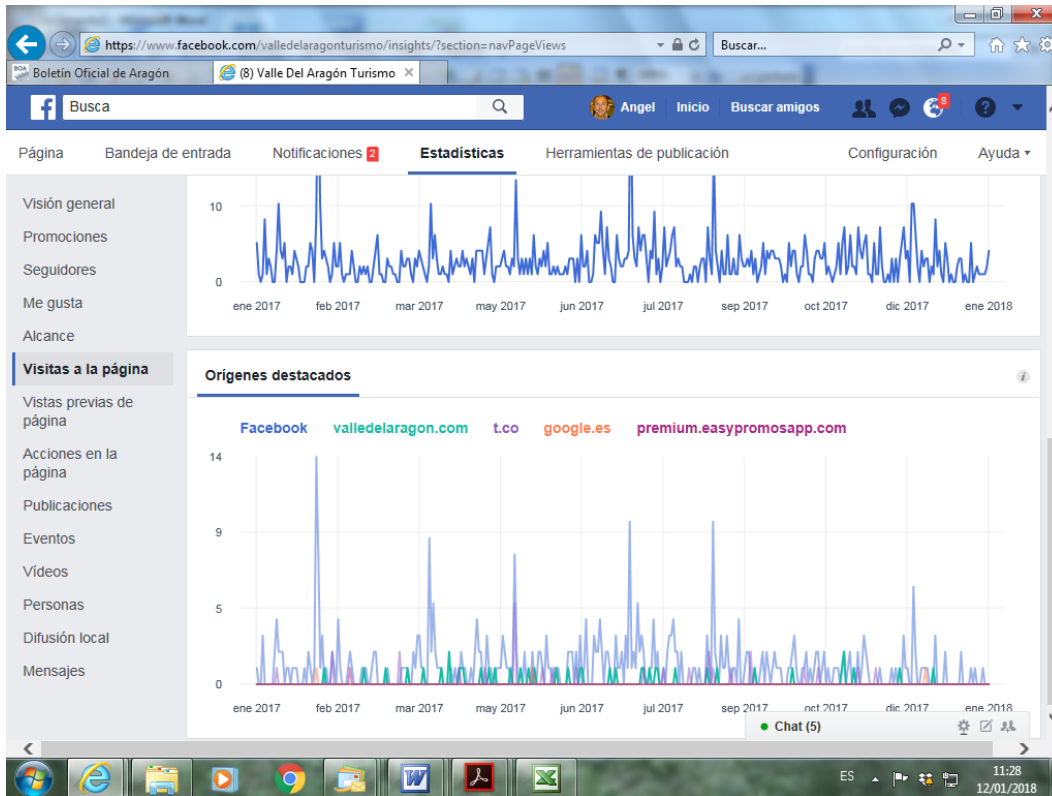 https://www.facebook.com/valledelaragonturismo/insights/?section=navPageViews
Buscar...
BOA Boletín Oficial de Aragón
(8) Valle Del Aragón Turismo
f Busca Angel Inicio Buscar amigos 8
Página Bandeja de entrada Notificaciones 2 Estadísticas Herramientas de publicación Configuración Ayuda
Visión general
Promociones
Seguidores
Me gusta
Alcance
Visitas a la página
Vistas previas de
página
Acciones en la
página
Publicaciones
Eventos
Vídeos
Personas
Difusión local
Mensajes
10
0
ene 2017 feb 2017 mar 2017 may 2017 jun 2017 jul 2017 sep 2017 oct 2017 dic 2017 ene 2018
Orígenes destacados
Facebook valledelaragon.com t.co google.es premium.easypromosapp.com
14
9
5
0
ene 2017 feb 2017 mar 2017 may 2017 jun 2017 jul 2017 sep 2017 oct 2017 dic 2017 ene 2018
Chat (5)
ES
11:28
12/01/2018